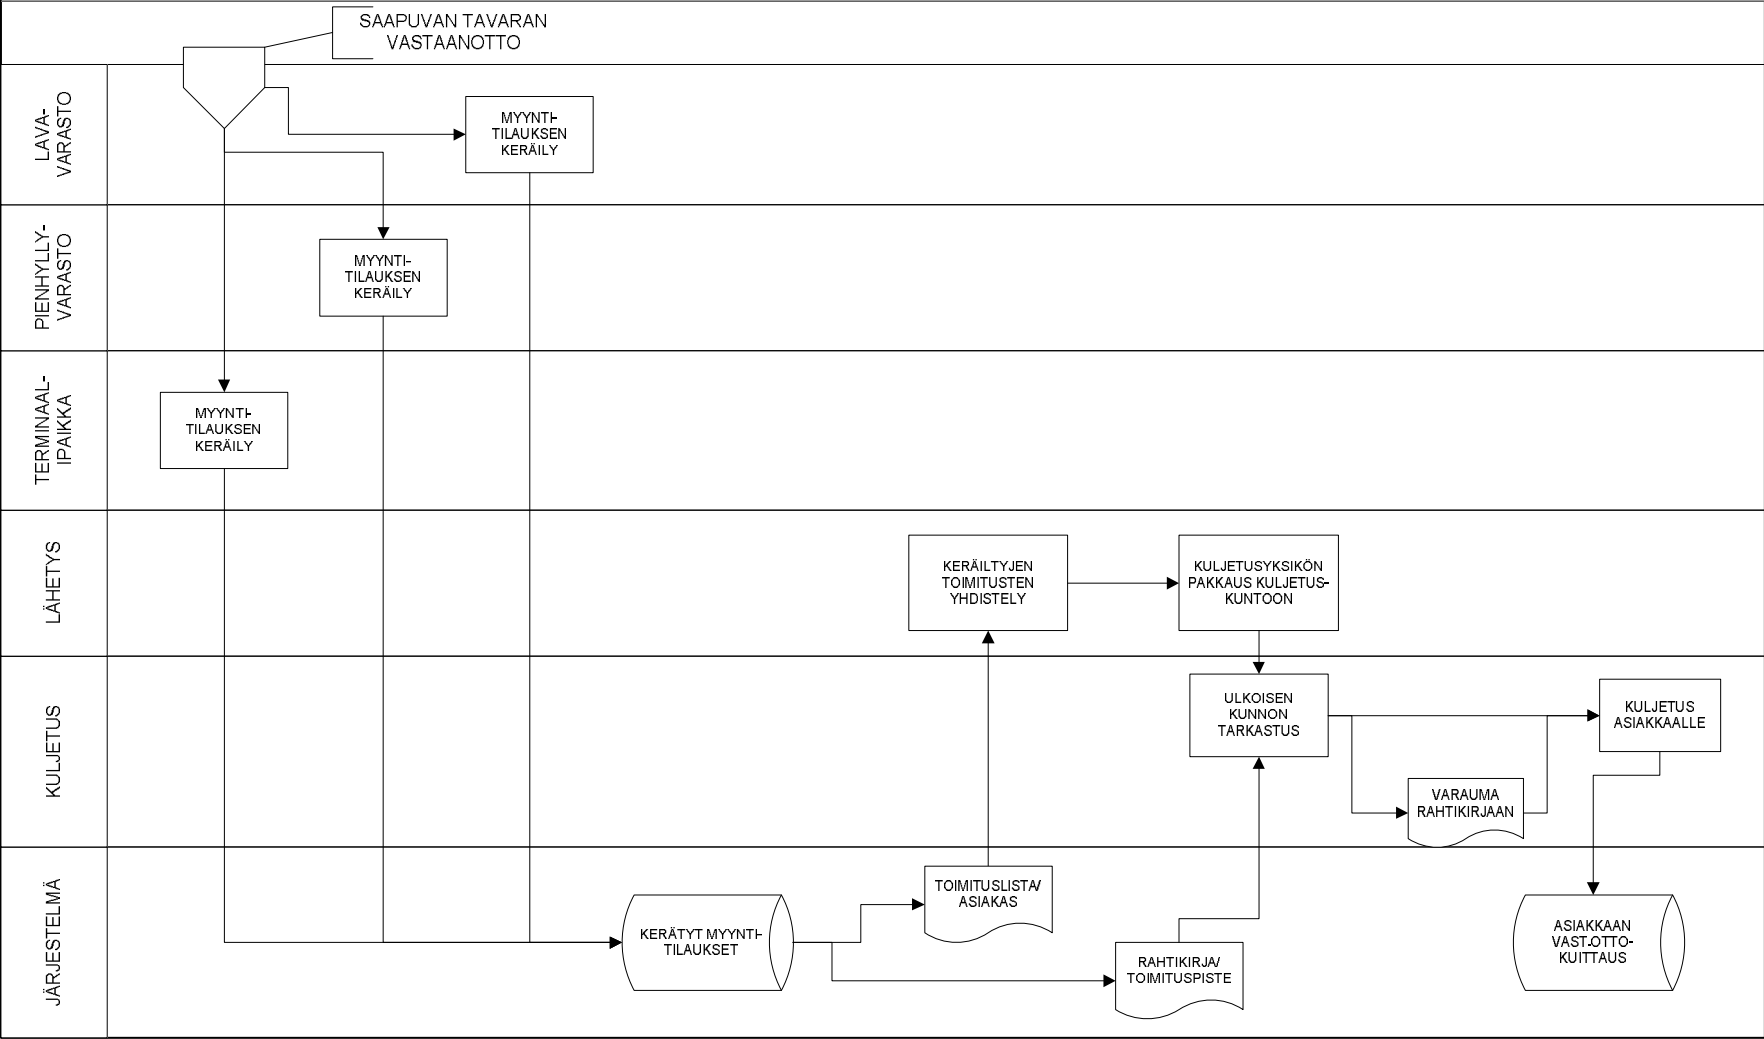 SAAPUVAN TAVARAN
VASTAANOTTO
LAVA-
VARASTO
MYYNTI-
TILAUKSEN
KERÄILY
PIENHYLLY-
VARASTO
MYYNTI-
TILAUKSEN
KERÄILY
TERMINAAL-
IPAIKKA
MYYNTI-
TILAUKSEN
KERÄILY
LÄHETYS
KERÄILTYJEN
TOIMITUSTEN
YHDISTELY
KULJETUSYKSIKÖN
PAKKAUS KULJETUS-
KUNTOON
KULJETUS
ULKOISEN
KUNNON
TARKASTUS
KULJETUS
ASIAKKAALLE
VARAUMA
RAHTIKIRJAAN
JÄRJESTELMÄ
KERÄTYT MYYNTI-
TILAUKSET
TOIMITUSLISTA/
ASIAKAS
RAHTIKIRJA/
TOIMITUSPISTE
ASIAKKAAN
VAST.OTTO-
KUITTAUS